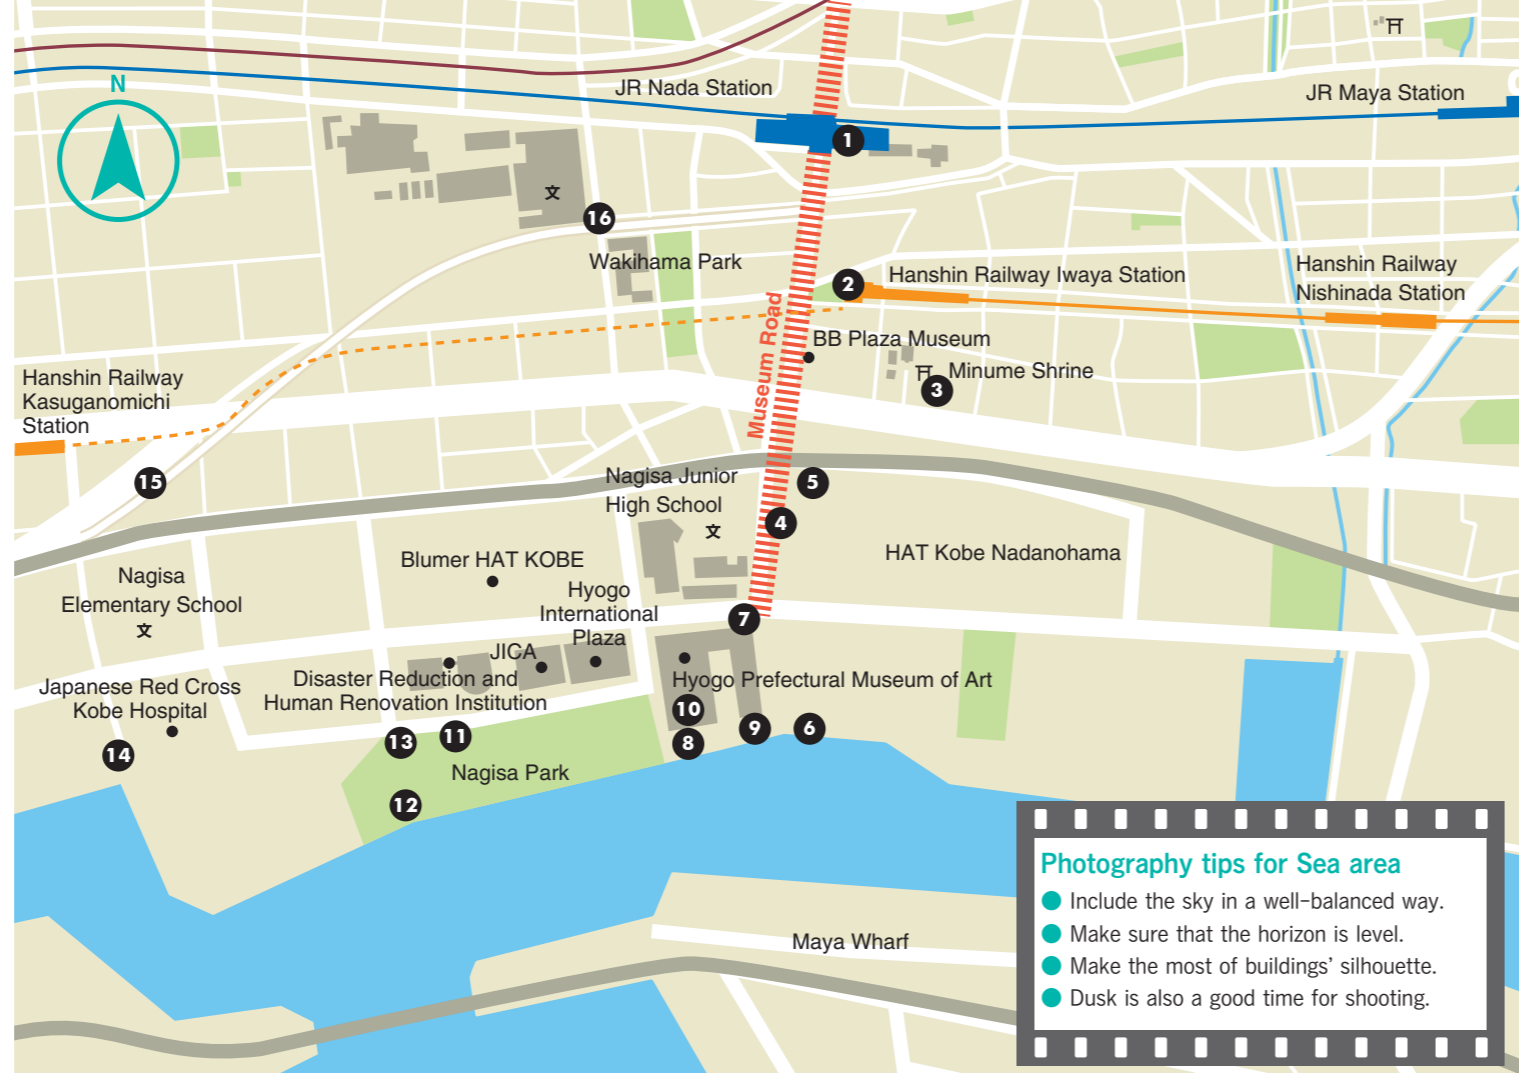 N
JR Nada Station
JR Maya Station
1
文
16
Wakihama Park
2
Hanshin Railway Iwaya Station
Hanshin Railway
Nishinada Station
Museum Road
BB Plaza Museum
Minume Shrine
3
Hanshin Railway
Kasuganomichi
Station
15
Nagisa Junior
High School
文
5
4
HAT Kobe Nadanohama
Blumer HAT KOBE
Nagisa
Elementary School
文
Hyogo
International
Plaza
7
JICA
Disaster Reduction and
Human Renovation Institution
Hyogo Prefectural Museum of Art
Japanese Red Cross
Kobe Hospital
10
14
13
11
8
9
6
Nagisa Park
12
Maya Wharf
Photography tips for Sea area
● Include the sky in a well-balanced way.
● Make sure that the horizon is level.
● Make the most of buildings' silhouette.
● Dusk is also a good time for shooting.